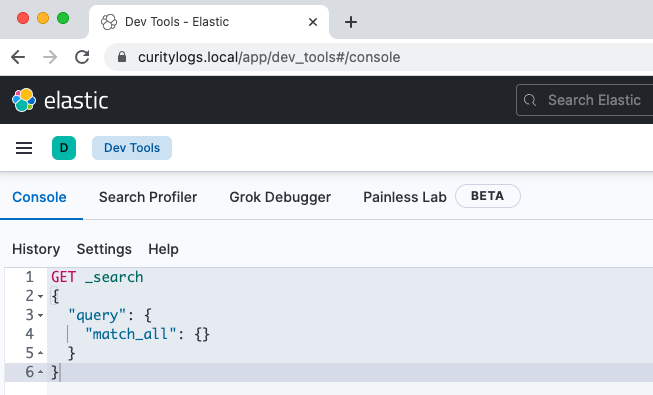 Dev Tools - Elastic
curitylogs.local/app/dev_tools#/console
elastic
Search Elastic
D
Dev Tools
Console Search Profiler Grok Debugger Painless Lab BETA
History Settings Help
1 GET _search
2 {
3 "query": {
4 "match_all": {}
5 }
6 }